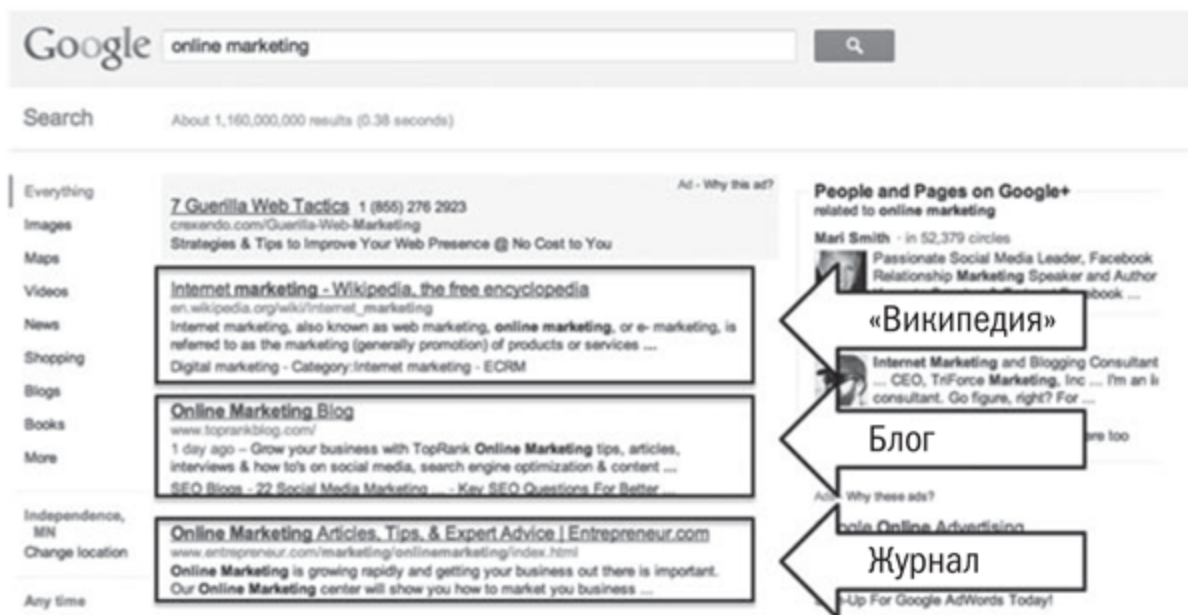 Google online marketing
Search About 1,160,000,000 results (0.38 seconds)
Everything
Images
Maps
Videos
News
Shopping
Blogs
Books
More
Independence,
MN
Change location
Any time
Ad - Why this ad?
7 Guerilla Web Tactics 1 (855) 276 2923
crexendo.com/Guerilla-Web-Marketing
Strategies & Tips to Improve Your Web Presence @ No Cost to You
Internet marketing - Wikipedia, the free encyclopedia
en.wikipedia.org/wiki/Internet_marketing
Internet marketing, also known as web marketing, online marketing, or e- marketing, is
referred to as the marketing (generally promotion) of products or services ...
Digital marketing - Category:Internet marketing - ECRM
Online Marketing Blog
www.toprankblog.com/
1 day ago – Grow your business with TopRank Online Marketing tips, articles,
interviews & how to's on social media, search engine optimization & content ...
SEO Blogs - 22 Social Media Marketing ... - Key SEO Questions For Better ...
Online Marketing Articles, Tips, & Expert Advice | Entrepreneur.com
www.entrepreneur.com/marketing/onlinemarketing/index.html
Online Marketing is growing rapidly and getting your business out there is important.
Our Online Marketing center will show you how to market you business ...
People and Pages on Google+
related to online marketing
Mari Smith - in 52,379 circles
Passionate Social Media Leader, Facebook
Relationship Marketing Speaker and Author
«Википедия»
Internet Marketing and Blogging Consultant
... CEO, TriForce Marketing, Inc ... I'm an
consultant. Go figure, right? For ...
Блог
too
Why these ads?
Online Advertising
Журнал
-Up For Google AdWords Today!